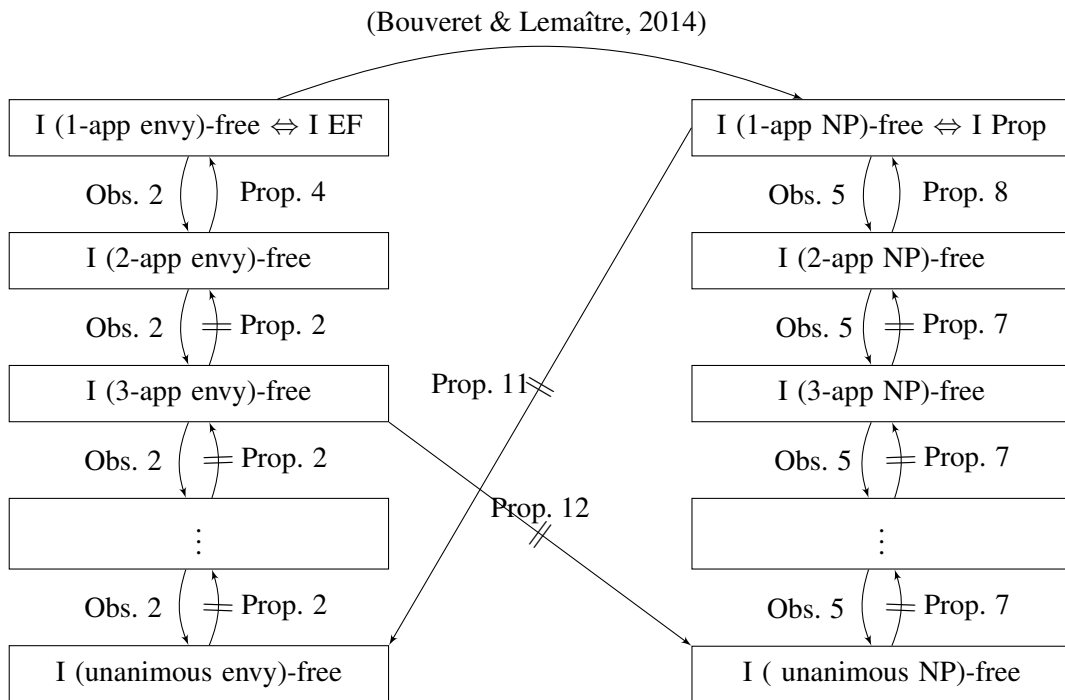 (Bouveret & Lemaître, 2014)
I (1-app envy)-free ⇔ I EF
I (1-app NP)-free ⇔ I Prop
Obs. 2
Prop. 4
Obs. 5
Prop. 8
I (2-app envy)-free
I (2-app NP)-free
Obs. 2
Prop. 2
Obs. 5
Prop. 7
I (3-app envy)-free
Prop. 11
I (3-app NP)-free
Obs. 2
Prop. 2
Obs. 5
Prop. 7
Prop. 12
⋮
⋮
Obs. 2
Prop. 2
Obs. 5
Prop. 7
I (unanimous envy)-free
I ( unanimous NP)-free